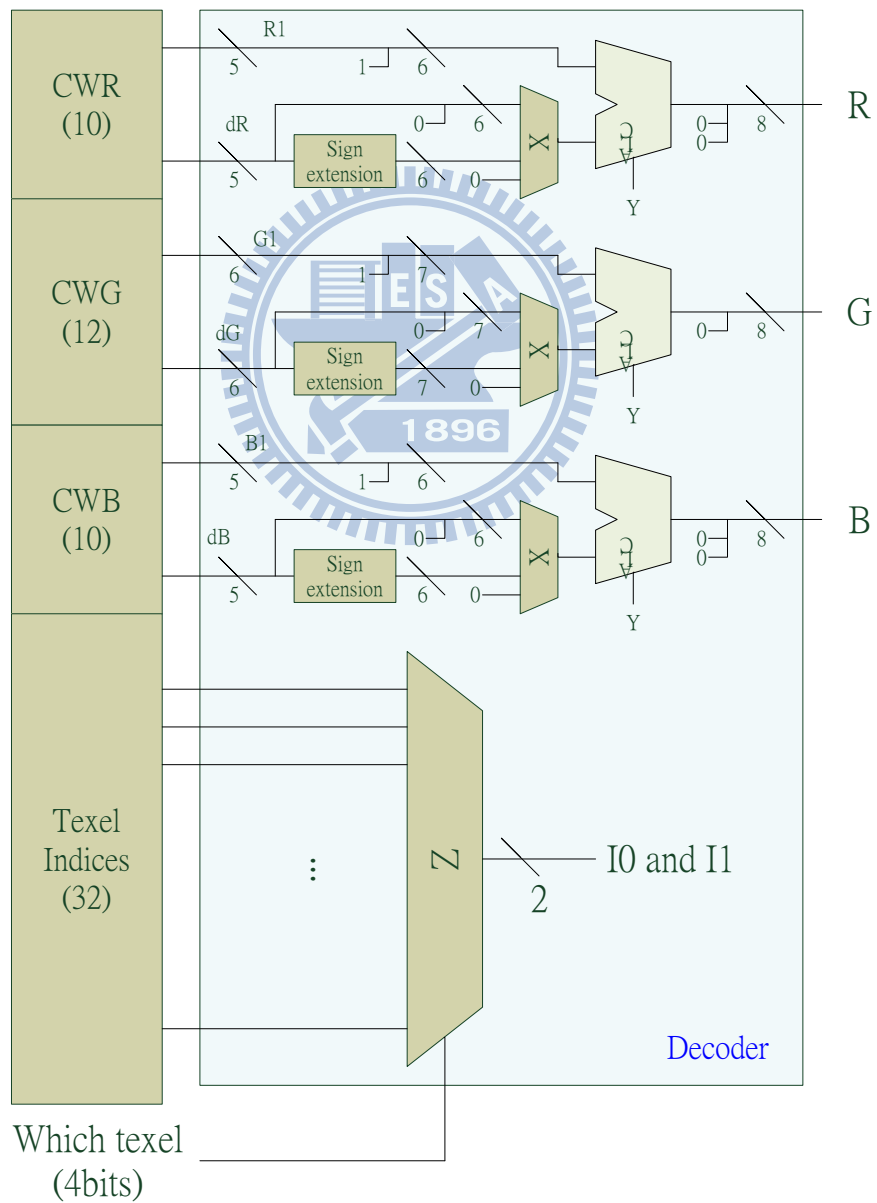 CWR
(10)
R1
5
1
6
dR
5
0
6
Sign
extension
6
0
X
CLA
Y
0
0
8
R
CWG
(12)
G1
6
1
7
dG
6
0
7
Sign
extension
7
0
X
CLA
Y
0
8
G
ES A
1896
CWB
(10)
B1
5
1
6
dB
5
0
6
Sign
extension
6
0
X
CLA
Y
0
0
8
B
Texel
Indices
(32)
...
Z
2
I0 and I1
Decoder
Which texel
(4bits)